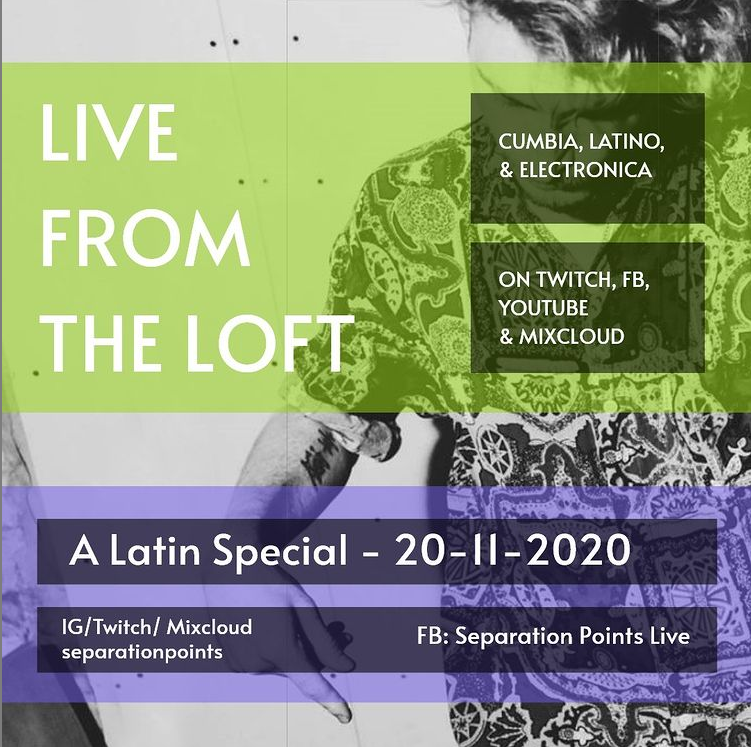 LIVE
FROM
THE LOFT
CUMBIA, LATINO,
& ELECTRONICA
ON TWITCH, FB,
YOUTUBE
& MIXCLOUD
A Latin Special - 20-11-2020
IG/Twitch/ Mixcloud
separationpoints
FB: Separation Points Live